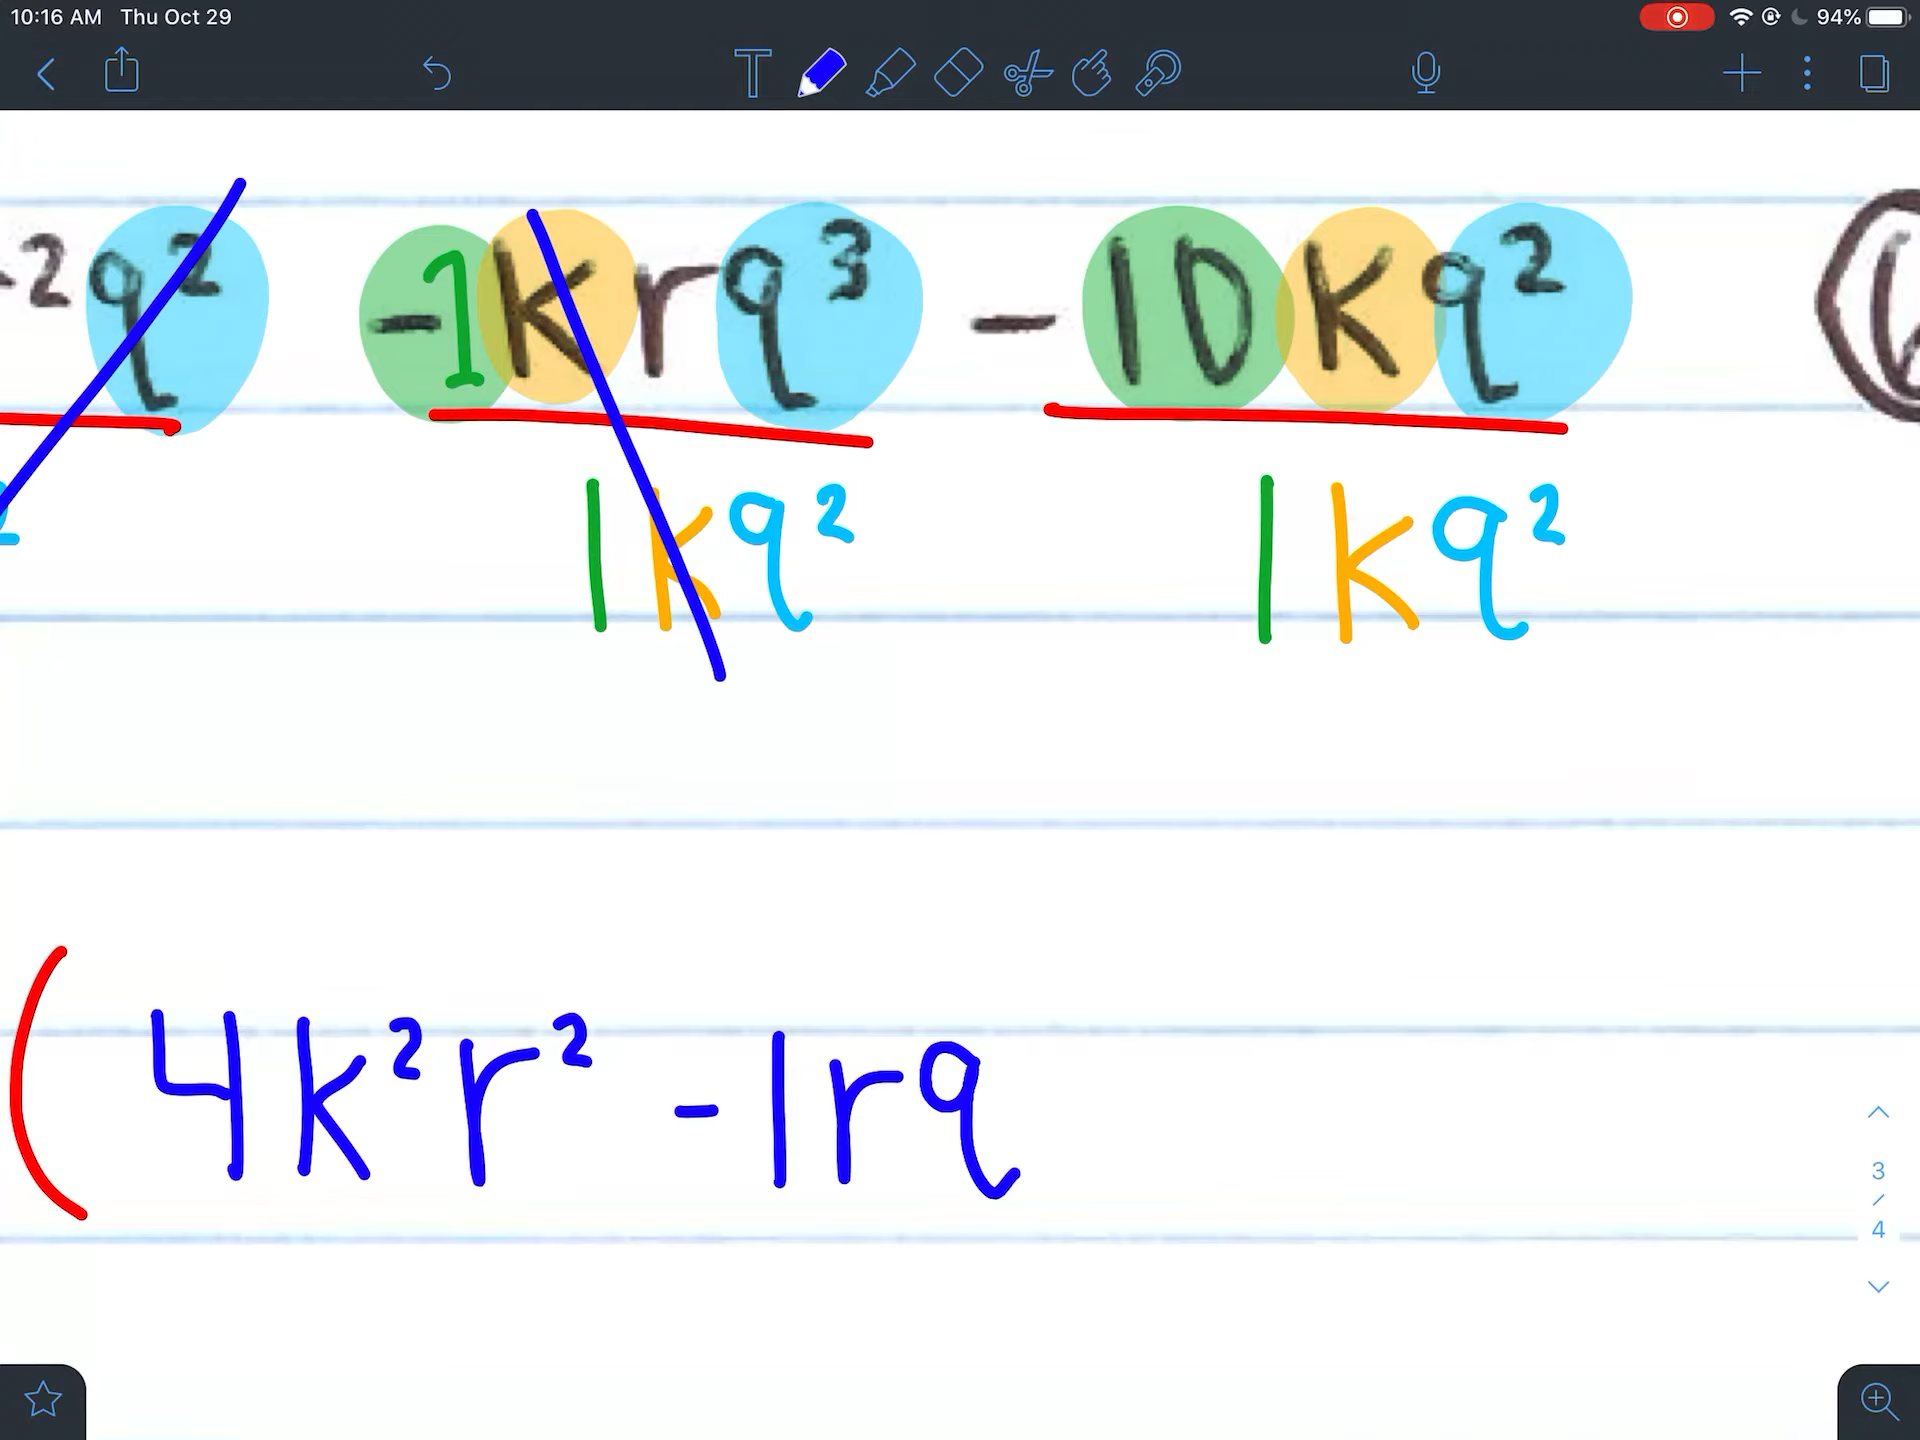 10:16 AM Thu Oct 29 94%
²q² -1krq³ - 10kq²
1kq² 1kq²
(4k²r² - 1rq
3
/
4